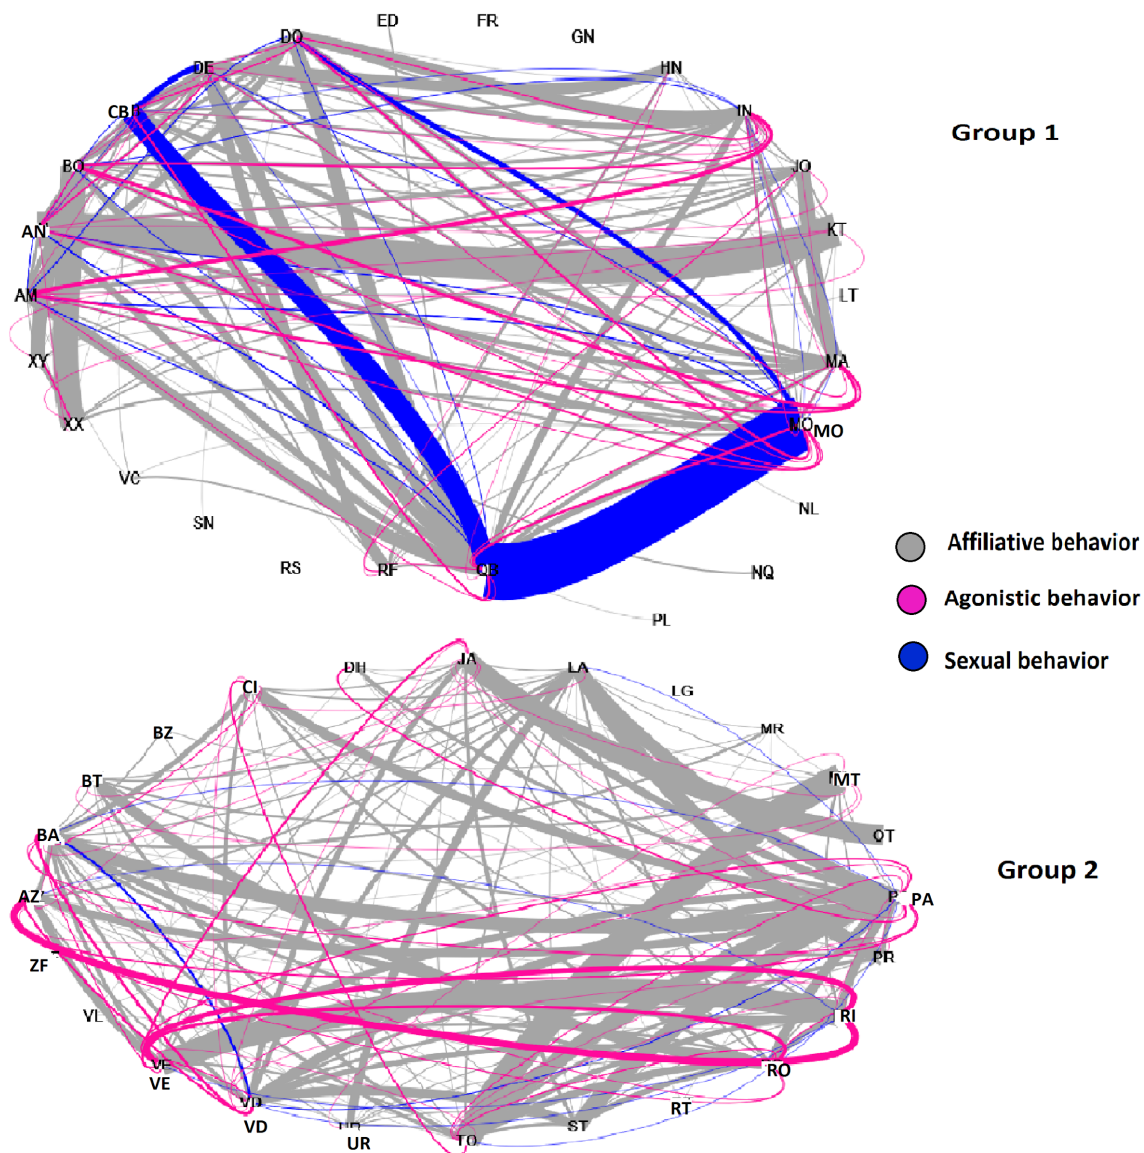 ED
FR
GN
DO
DE
HN
CBH
IN
Group 1
BO
JO
AN
KT
AM
LT
XY
MA
XX
MO
VC
NL
SN
Affiliative behavior
RS
RF
OB
NQ
Agonistic behavior
PL
Sexual behavior
DH
JA
LA
CI
LG
BZ
MR
BT
MT
BA
QT
Group 2
AZ
P
PA
ZF
PR
VL
RI
VE
RO
VD
RT
UR
TO
ST